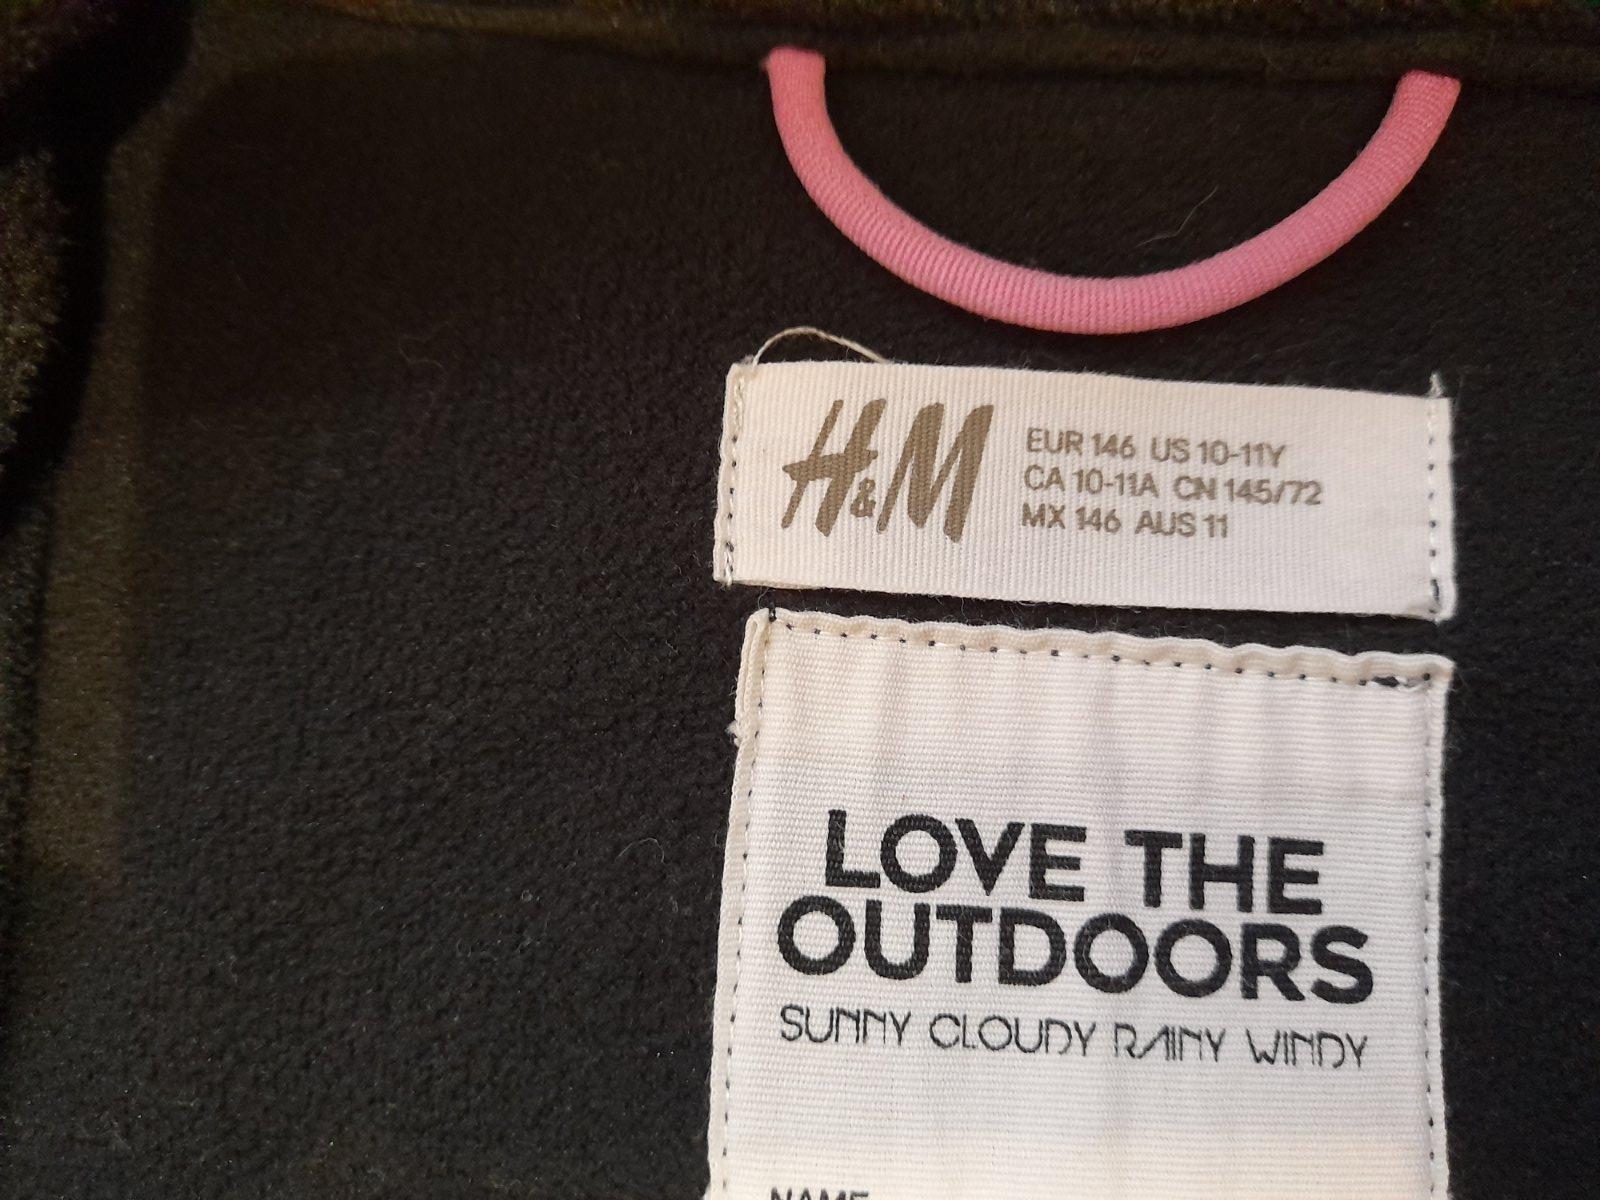 H&M
EUR 146 US 10-11Y
CA 10-11A CN 145/72
MX 146 AUS 11
LOVE THE
OUTDOORS
SUNNY CLOUDY RAINY WINDY
NAME